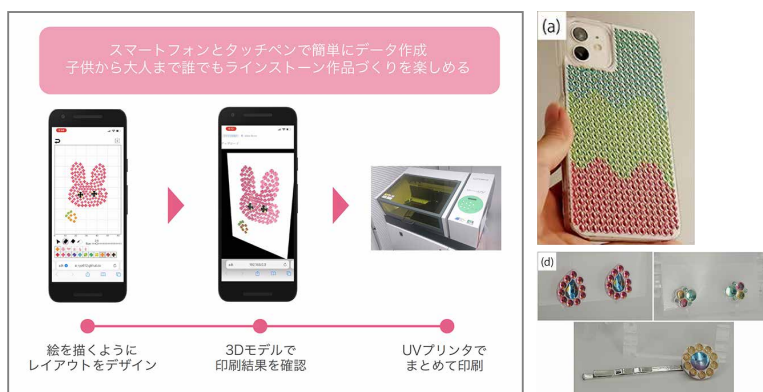 スマートフォンとタッチペンで簡単にデータ作成
子供から大人まで誰でもラインストーン作品づくりを楽しめる
絵を描くように
レイアウトをデザイン
3Dモデルで
印刷結果を確認
UVプリンタで
まとめて印刷
(a)
(d)